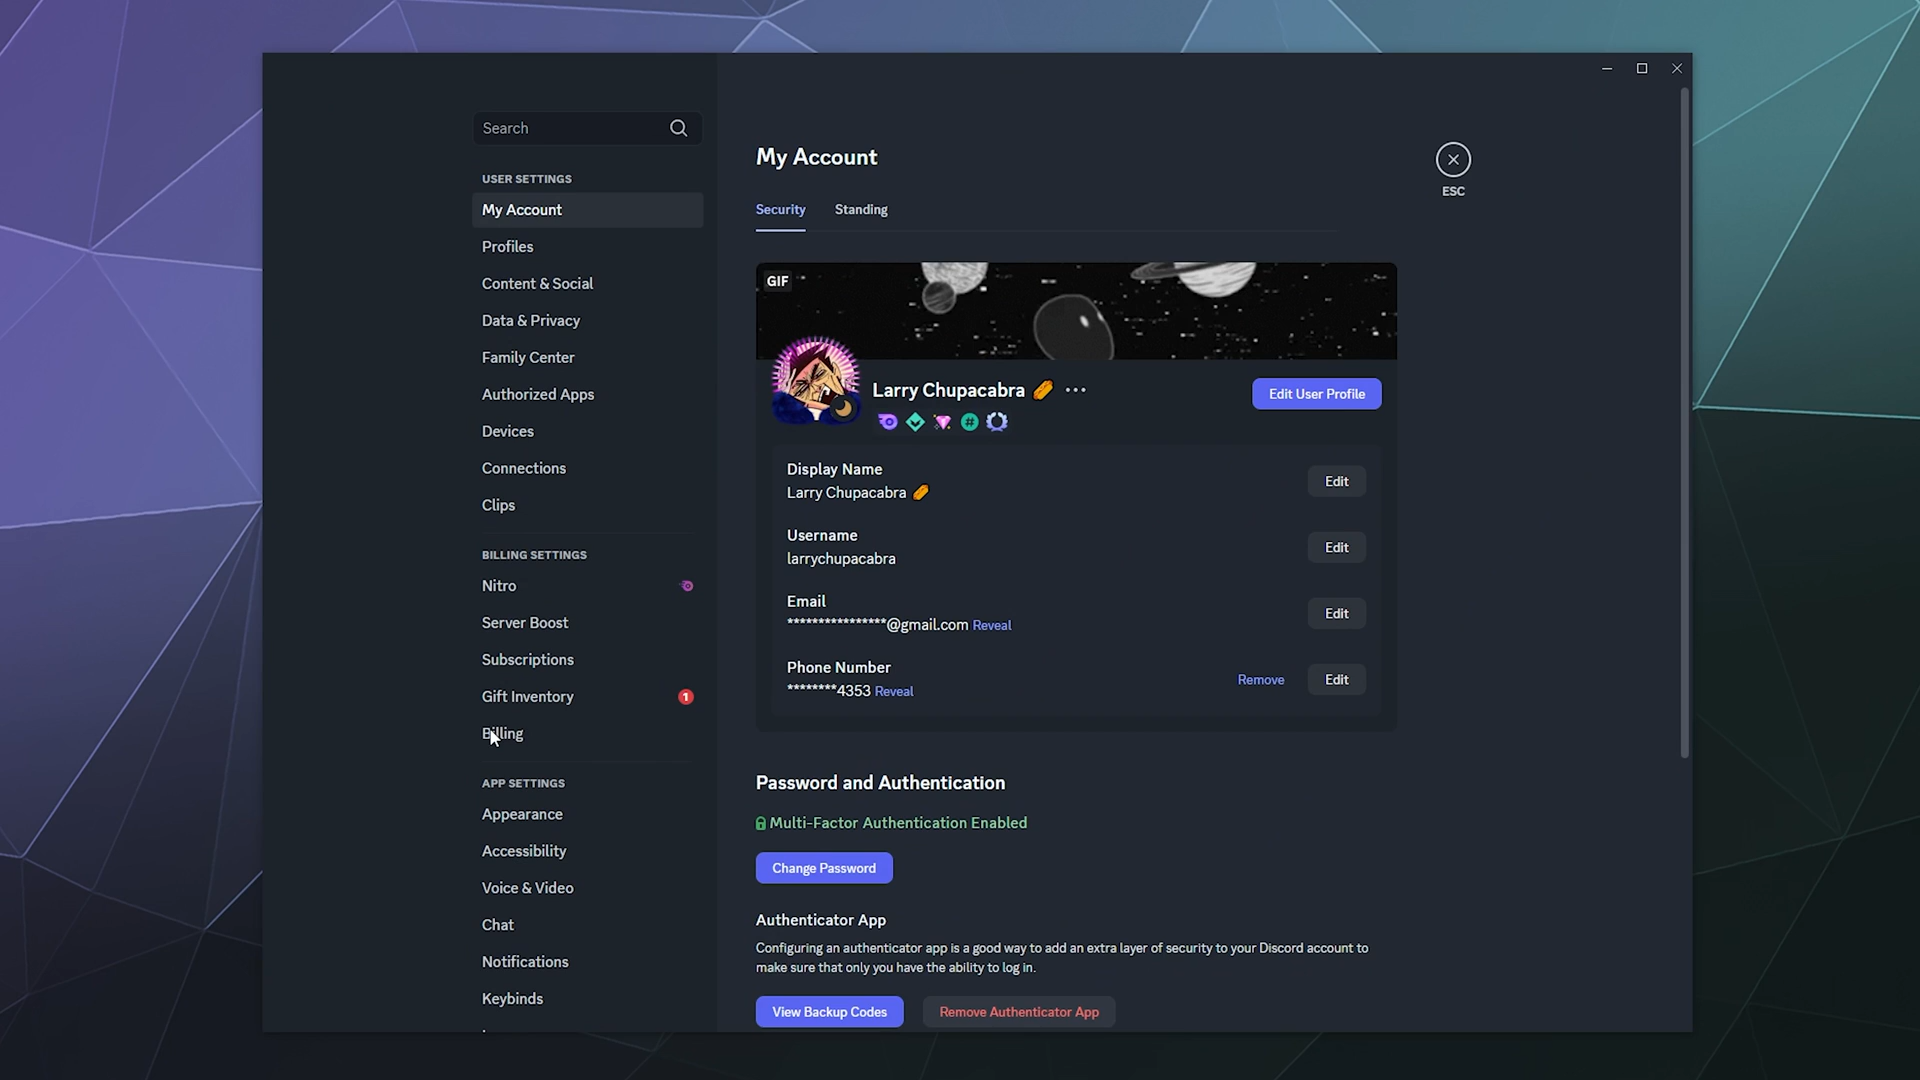 Search
USER SETTINGS
My Account
Profiles
Content & Social
Data & Privacy
Family Center
Authorized Apps
Devices
Connections
Clips
BILLING SETTINGS
Nitro
Server Boost
Subscriptions
Gift Inventory 1
Billing
APP SETTINGS
Appearance
Accessibility
Voice & Video
Chat
Notifications
Keybinds
My Account
ESC
Security Standing
GIF
Larry Chupacabra
Edit User Profile
Display Name
Larry Chupacabra
Edit
Username
larrychupacabra
Edit
Email
****************@gmail.com Reveal
Edit
Phone Number
********4353 Reveal
Remove Edit
Password and Authentication
Multi-Factor Authentication Enabled
Change Password
Authenticator App
Configuring an authenticator app is a good way to add an extra layer of security to your Discord account to
make sure that only you have the ability to log in.
View Backup Codes Remove Authenticator App